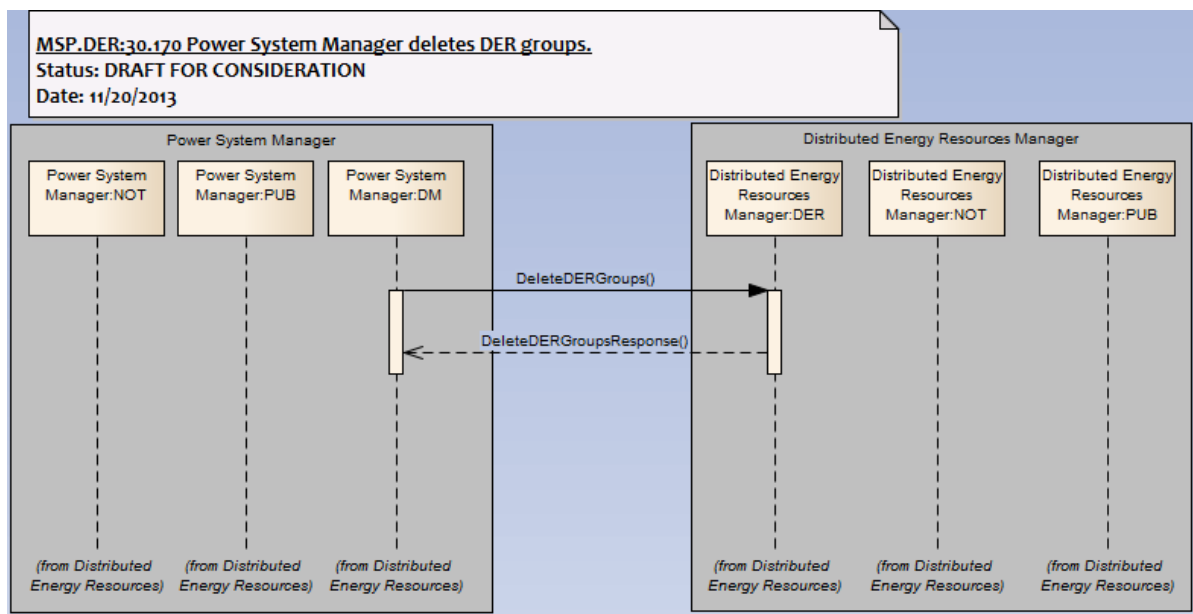 MSP.DER:30.170 Power System Manager deletes DER groups.
Status: DRAFT FOR CONSIDERATION
Date: 11/20/2013
Power System Manager
Power System
Manager:NOT
Power System
Manager:PUB
Power System
Manager:DM
Distributed Energy Resources Manager
Distributed Energy
Resources
Manager:DER
Distributed Energy
Resources
Manager:NOT
Distributed Energy
Resources
Manager:PUB
DeleteDERGroups()
DeleteDERGroupsResponse()
(from Distributed
Energy Resources)
(from Distributed
Energy Resources)
(from Distributed
Energy Resources)
(from Distributed
Energy Resources)
(from Distributed
Energy Resources)
(from Distributed
Energy Resources)